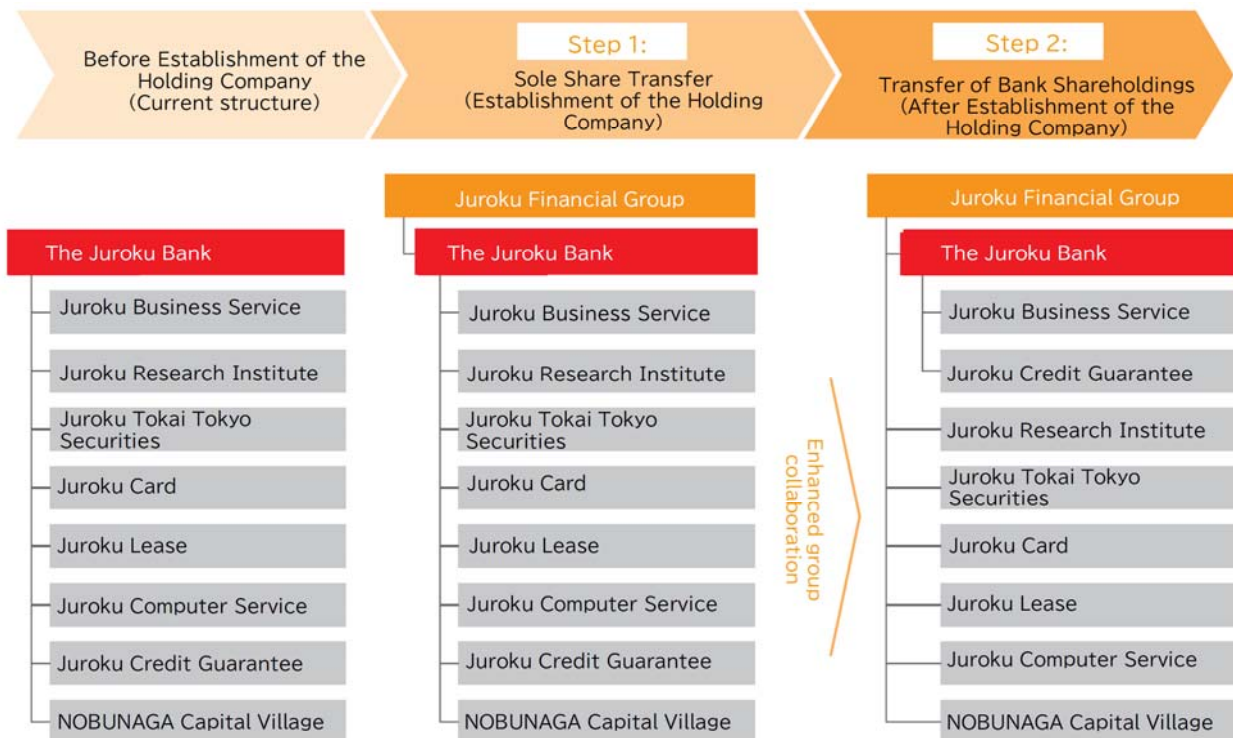 Before Establishment of the
Holding Company
(Current structure)
Step 1:
Sole Share Transfer
(Establishment of the Holding
Company)
Step 2:
Transfer of Bank Shareholdings
(After Establishment of the
Holding Company)
The Juroku Bank
Juroku Business Service
Juroku Research Institute
Juroku Tokai Tokyo
Securities
Juroku Card
Juroku Lease
Juroku Computer Service
Juroku Credit Guarantee
NOBUNAGA Capital Village
Juroku Financial Group
The Juroku Bank
Juroku Business Service
Juroku Research Institute
Juroku Tokai Tokyo
Securities
Juroku Card
Juroku Lease
Juroku Computer Service
Juroku Credit Guarantee
NOBUNAGA Capital Village
Enhanced group
collaboration
Juroku Financial Group
The Juroku Bank
Juroku Business Service
Juroku Credit Guarantee
Juroku Research Institute
Juroku Tokai Tokyo
Securities
Juroku Card
Juroku Lease
Juroku Computer Service
NOBUNAGA Capital Village